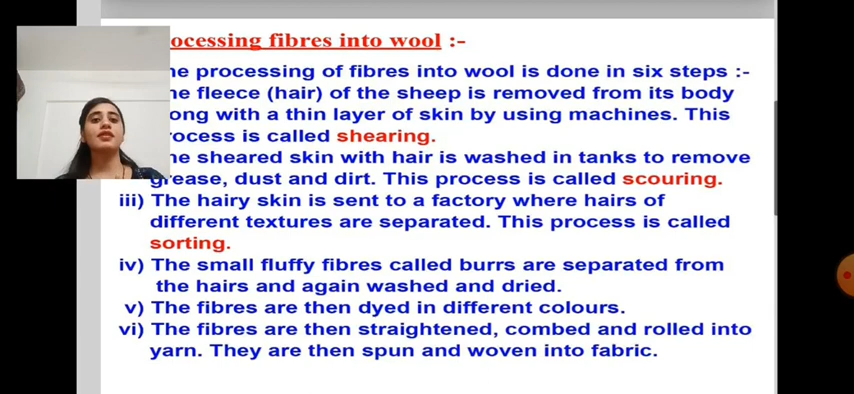 ocessing fibres into wool :-
he processing of fibres into wool is done in six steps :-
he fleece (hair) of the sheep is removed from its body
ong with a thin layer of skin by using machines. This
rocess is called shearing.
he sheared skin with hair is washed in tanks to remove
grease, dust and dirt. This process is called scouring.
iii) The hairy skin is sent to a factory where hairs of
different textures are separated. This process is called
sorting.
iv) The small fluffy fibres called burrs are separated from
the hairs and again washed and dried.
v) The fibres are then dyed in different colours.
vi) The fibres are then straightened, combed and rolled into
yarn. They are then spun and woven into fabric.